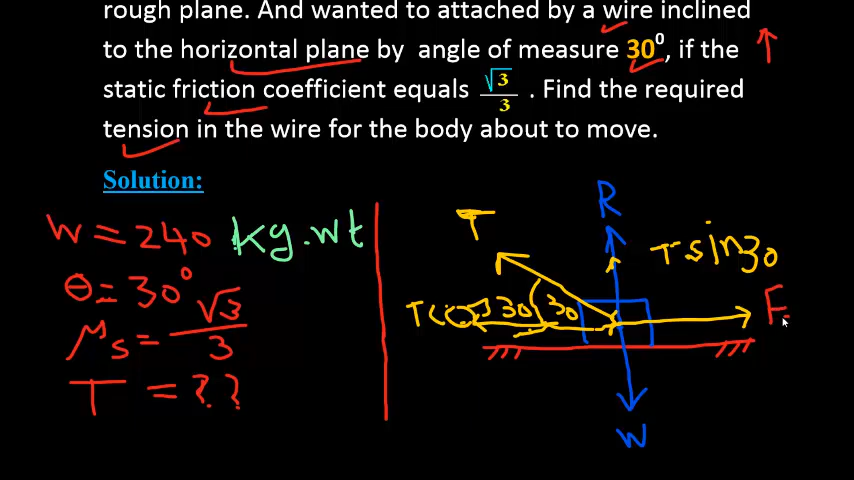 rough plane. And wanted to attached by a wire inclined
to the horizontal plane by angle of measure 30⁰, if the
static friction coefficient equals √3/3 . Find the required
tension in the wire for the body about to move.
Solution:
W = 240 kg.wt
θ = 30°
μs = √3/3
T = ??
R
T
T sin30
T cos 30
30
F
W